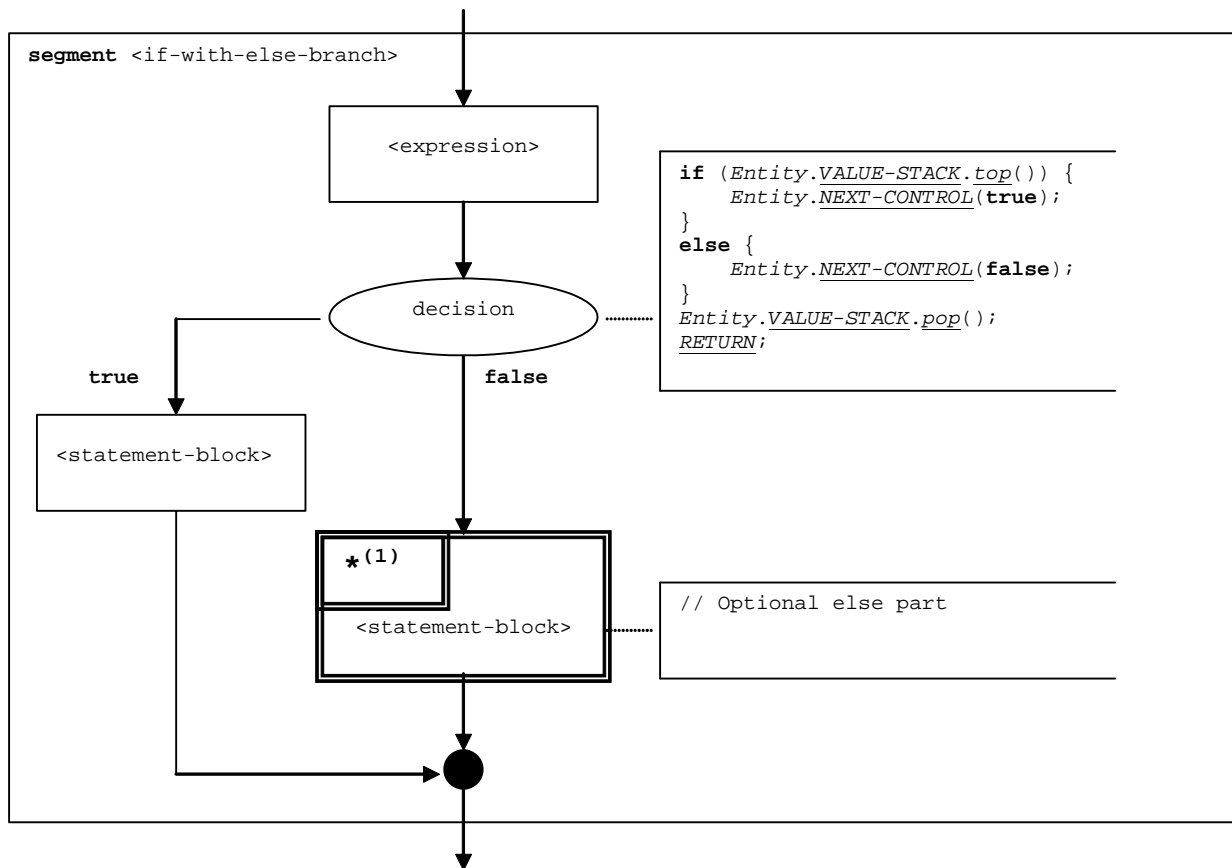 segment <if-with-else-branch>
<expression>
if (Entity.VALUE-STACK.top()) {
Entity.NEXT-CONTROL(true);
}
else {
Entity.NEXT-CONTROL(false);
}
Entity.VALUE-STACK.pop();
RETURN;
decision
true
false
<statement-block>
*(1)
<statement-block>
// Optional else part